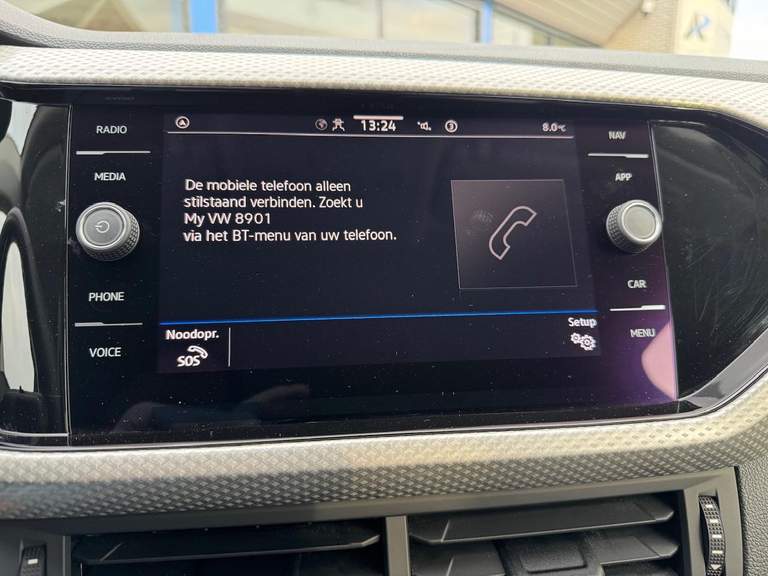 RADIO
MEDIA
PHONE
VOICE
13:24
3
8.0°C
De mobiele telefoon alleen
stilstaand verbinden. Zoekt u
My VW 8901
via het BT-menu van uw telefoon.
Noodopr.
SOS
Setup
NAV
APP
CAR
MENU